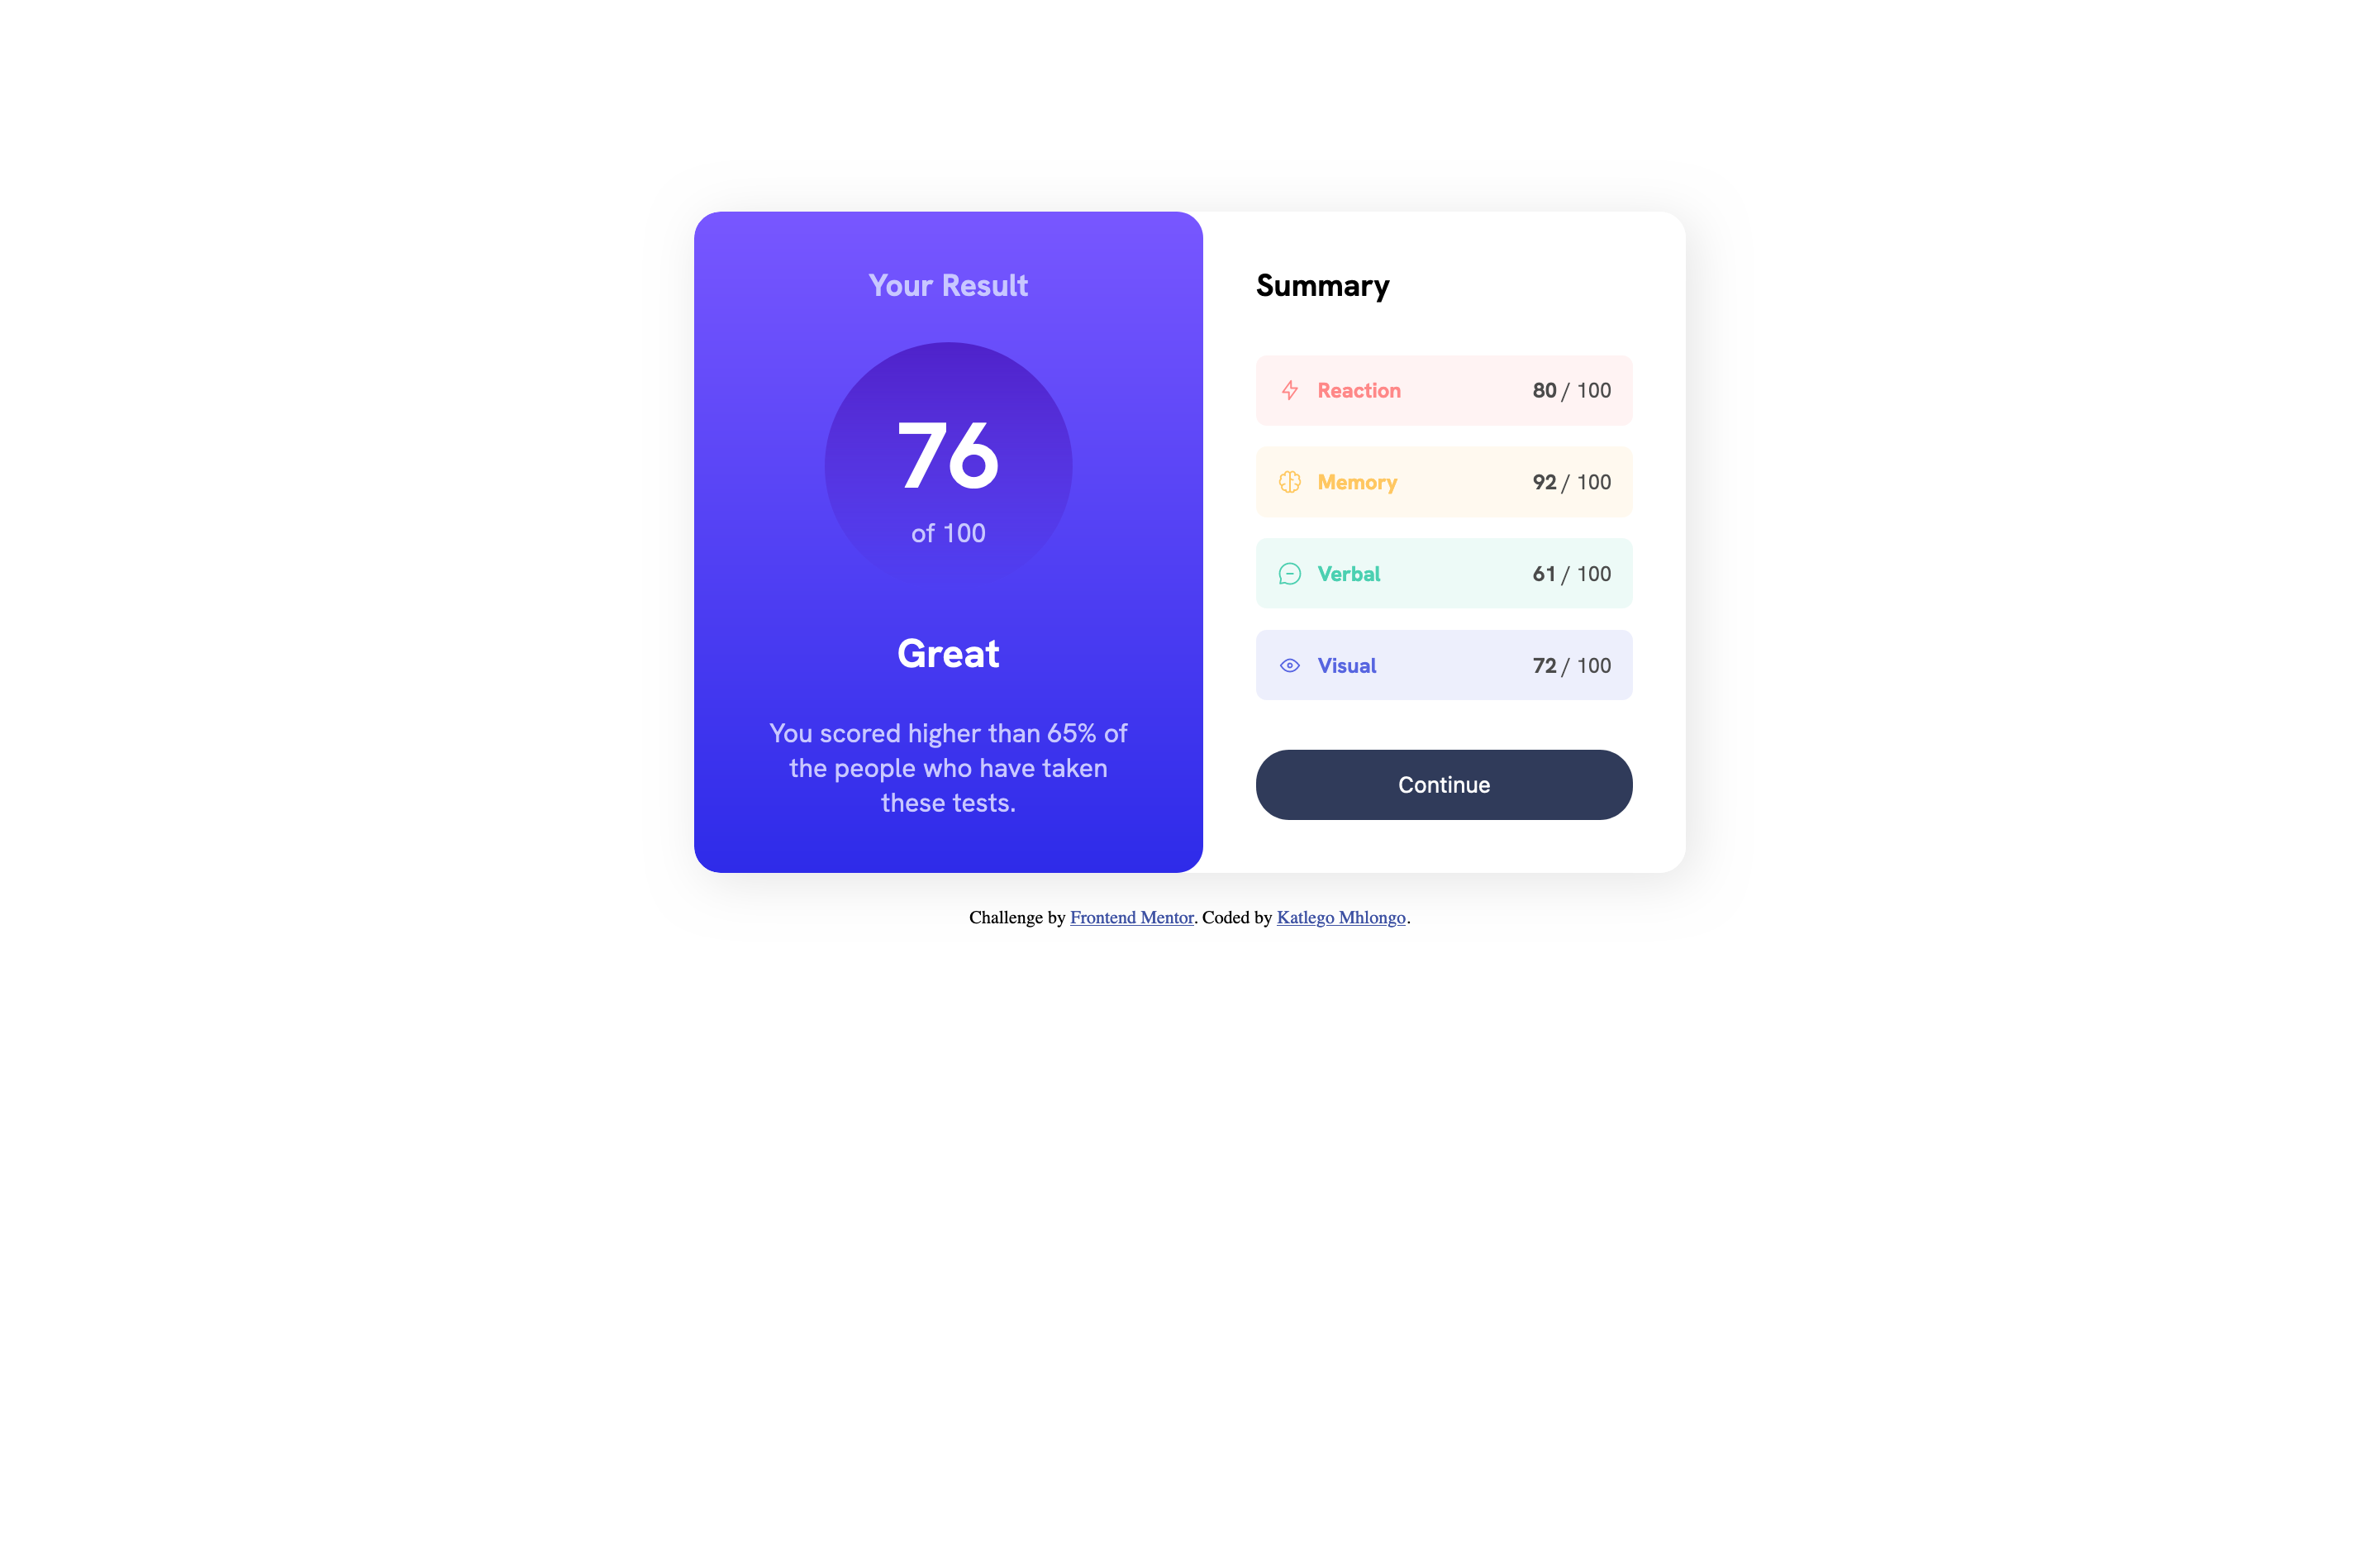 Your Result
76
of 100
Great
You scored higher than 65% of
the people who have taken
these tests.
Summary
Reaction 80 / 100
Memory 92 / 100
Verbal 61 / 100
Visual 72 / 100
Continue
Challenge by Frontend Mentor. Coded by Katlego Mhlongo.